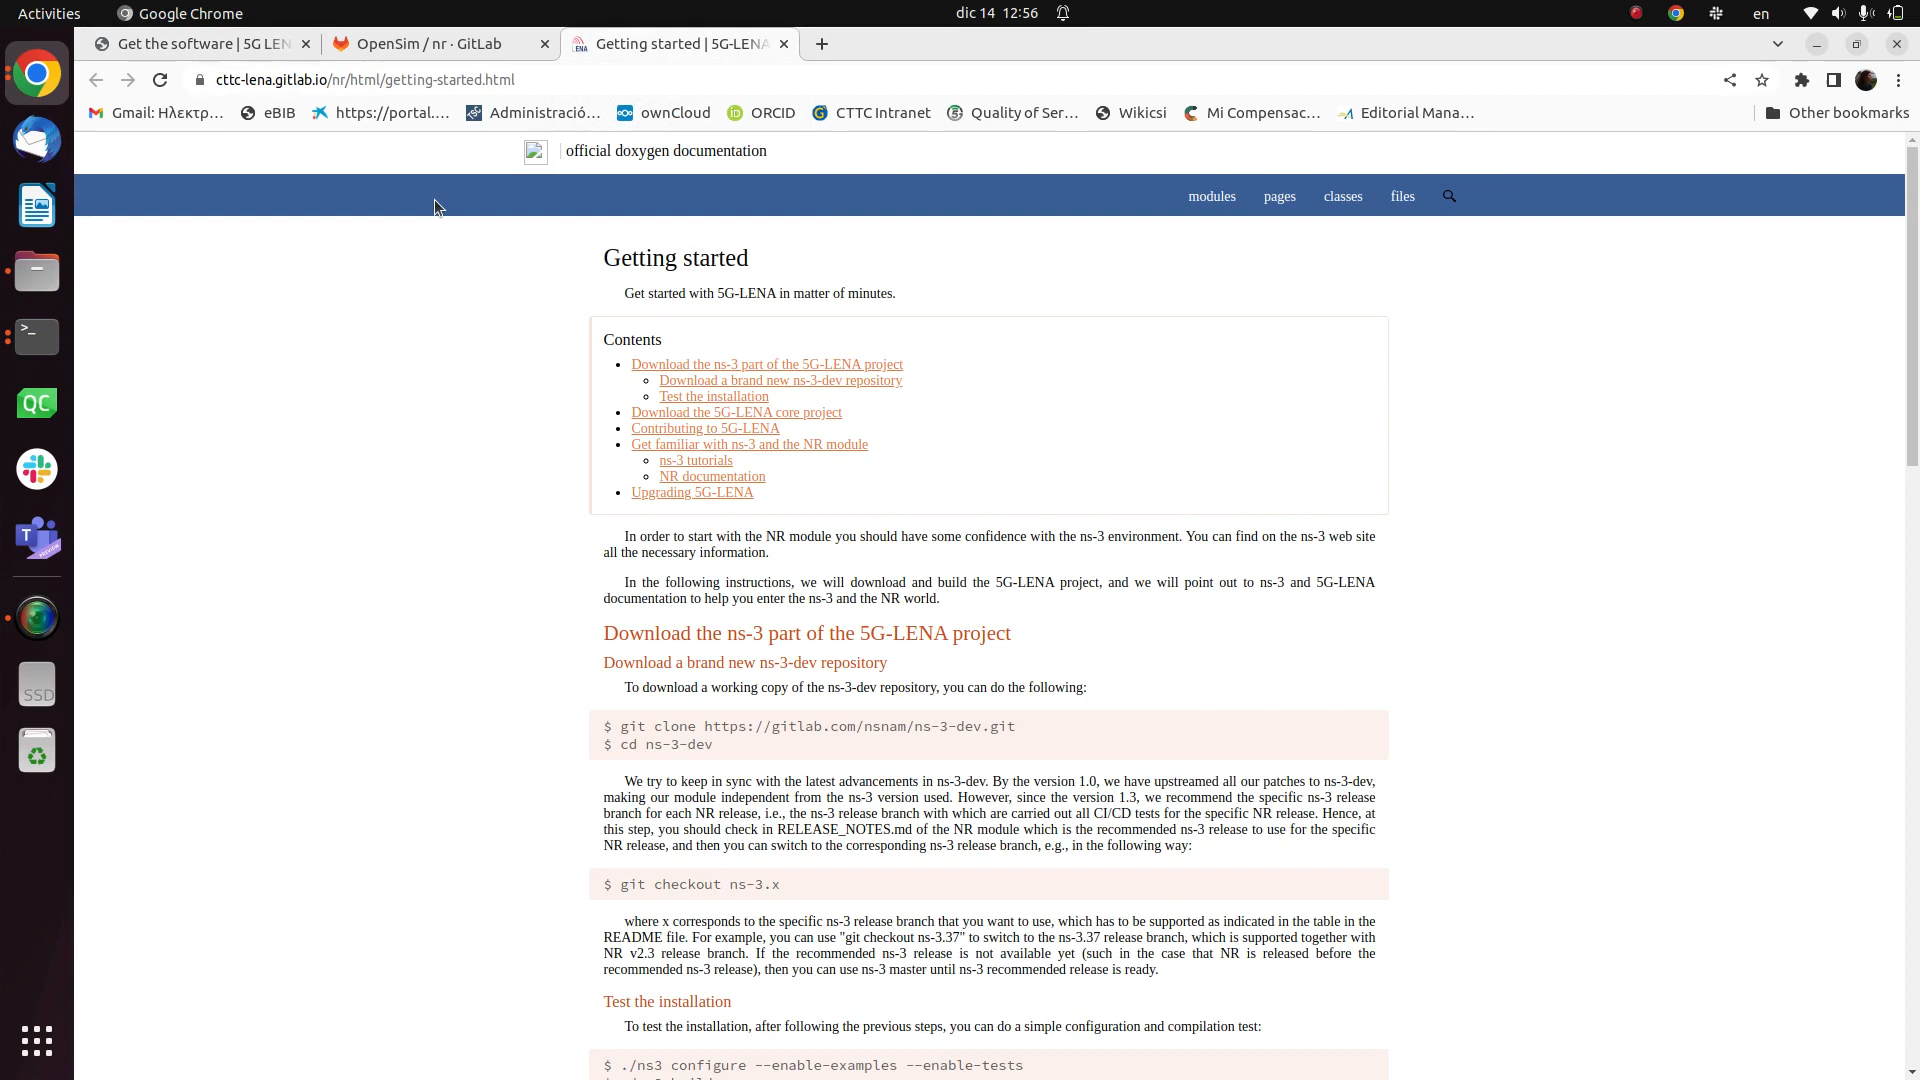 Activities Google Chrome dic 14 12:56 en
Get the software | 5G LEN OpenSim / nr · GitLab Getting started | 5G-LENA
cttc-lena.gitlab.io/nr/html/getting-started.html
Gmail: Ηλεκτρ... eBIB https://portal.... Administració... ownCloud ORCID CTTC Intranet Quality of Ser... Wikicsi Mi Compensac... Editorial Mana... Other bookmarks
official doxygen documentation
modules pages classes files
Getting started
Get started with 5G-LENA in matter of minutes.
Contents
Download the ns-3 part of the 5G-LENA project
Download a brand new ns-3-dev repository
Test the installation
Download the 5G-LENA core project
Contributing to 5G-LENA
Get familiar with ns-3 and the NR module
ns-3 tutorials
NR documentation
Upgrading 5G-LENA
In order to start with the NR module you should have some confidence with the ns-3 environment. You can find on the ns-3 web site
all the necessary information.
In the following instructions, we will download and build the 5G-LENA project, and we will point out to ns-3 and 5G-LENA
documentation to help you enter the ns-3 and the NR world.
Download the ns-3 part of the 5G-LENA project
Download a brand new ns-3-dev repository
To download a working copy of the ns-3-dev repository, you can do the following:
$ git clone https://gitlab.com/nsnam/ns-3-dev.git
$ cd ns-3-dev
We try to keep in sync with the latest advancements in ns-3-dev. By the version 1.0, we have upstreamed all our patches to ns-3-dev,
making our module independent from the ns-3 version used. However, since the version 1.3, we recommend the specific ns-3 release
branch for each NR release, i.e., the ns-3 release branch with which are carried out all CI/CD tests for the specific NR release. Hence, at
this step, you should check in RELEASE_NOTES.md of the NR module which is the recommended ns-3 release to use for the specific
NR release, and then you can switch to the corresponding ns-3 release branch, e.g., in the following way:
$ git checkout ns-3.x
where x corresponds to the specific ns-3 release branch that you want to use, which has to be supported as indicated in the table in the
README file. For example, you can use "git checkout ns-3.37" to switch to the ns-3.37 release branch, which is supported together with
NR v2.3 release branch. If the recommended ns-3 release is not available yet (such in the case that NR is released before the
recommended ns-3 release), then you can use ns-3 master until ns-3 recommended release is ready.
Test the installation
To test the installation, after following the previous steps, you can do a simple configuration and compilation test:
$ ./ns3 configure --enable-examples --enable-tests
QC
T
SSD